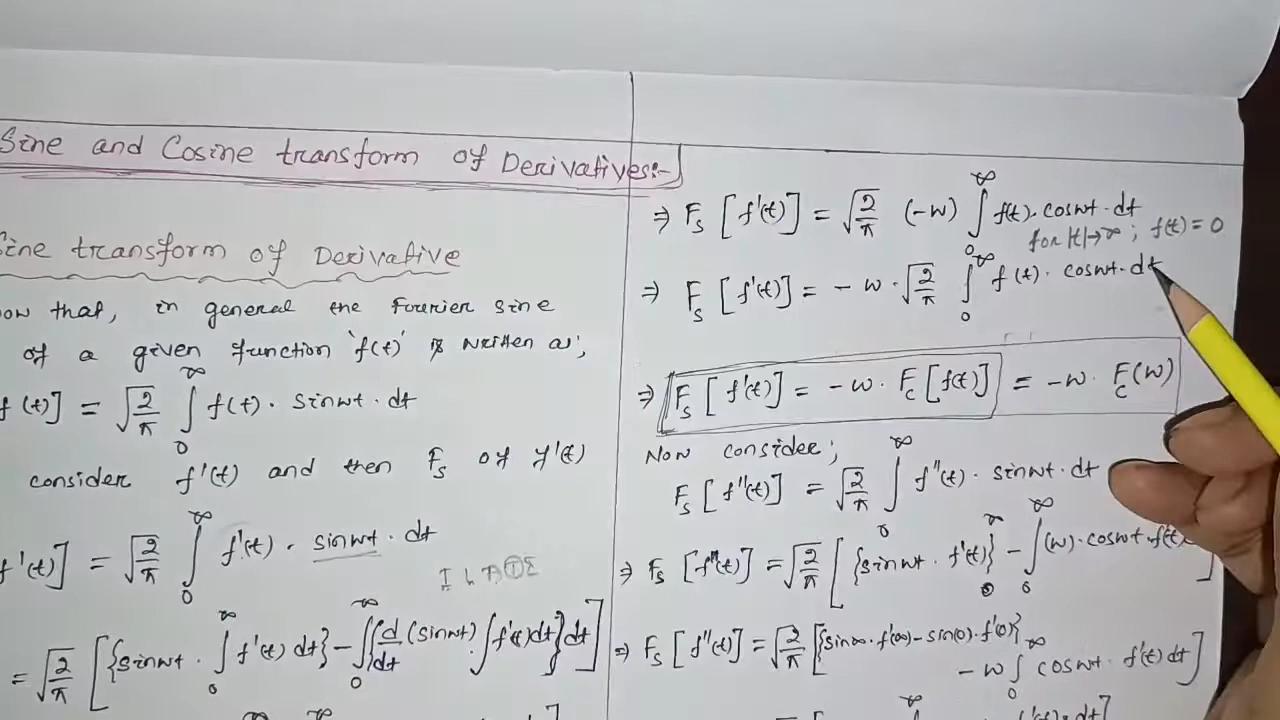 Sine and Cosine transform of Derivatives:-
Sine transform of Derivative
that, in general the Fourier sine
of a given function 'f(t)' is written as;
f(t)] = √(2/π) ∫₀^∞ f(t). sinwt. dt
consider f'(t) and then Fs of f'(t)
f'(t)] = √(2/π) ∫₀^∞ f'(t). sinwt. dt
= √(2/π) [{sinwt. ∫₀^∞ f'(t) dt} - ∫₀^∞ {d/dt (sinwt) ∫f'(t)dt} dt]
⇒ Fs [f'(t)] = √(2/π) (-w) ∫₀^∞ f(t). coswt. dt
for |t|→∞; f(t) = 0
⇒ Fs [f'(t)] = - w. √(2/π) ∫₀^∞ f(t). coswt. dt
⇒ Fs [f'(t)] = -w. Fc [f(t)] = -w. Fc(w)
Now consider;
Fs [f''(t)] = √(2/π) ∫₀^∞ f''(t). sinwt. dt
⇒ Fs [f''(t)] = √(2/π) [{sinwt. f'(t)}₀^∞ - ∫₀^∞ (w). coswt. f'(t) ]
⇒ Fs [f''(t)] = √(2/π) [{sin∞. f'(∞) - sin(0). f'(0)}
- w ∫₀^∞ coswt. f'(t) dt]